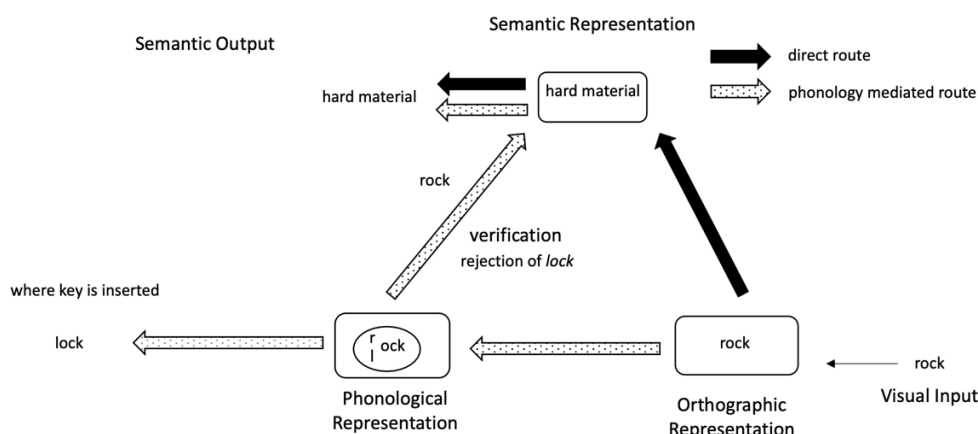 Semantic Representation
Semantic Output
direct route
hard material
hard material
phonology mediated route
rock
verification
rejection of lock
where key is inserted
lock
r
l
ock
rock
rock
Phonological
Representation
Orthographic
Representation
Visual Input